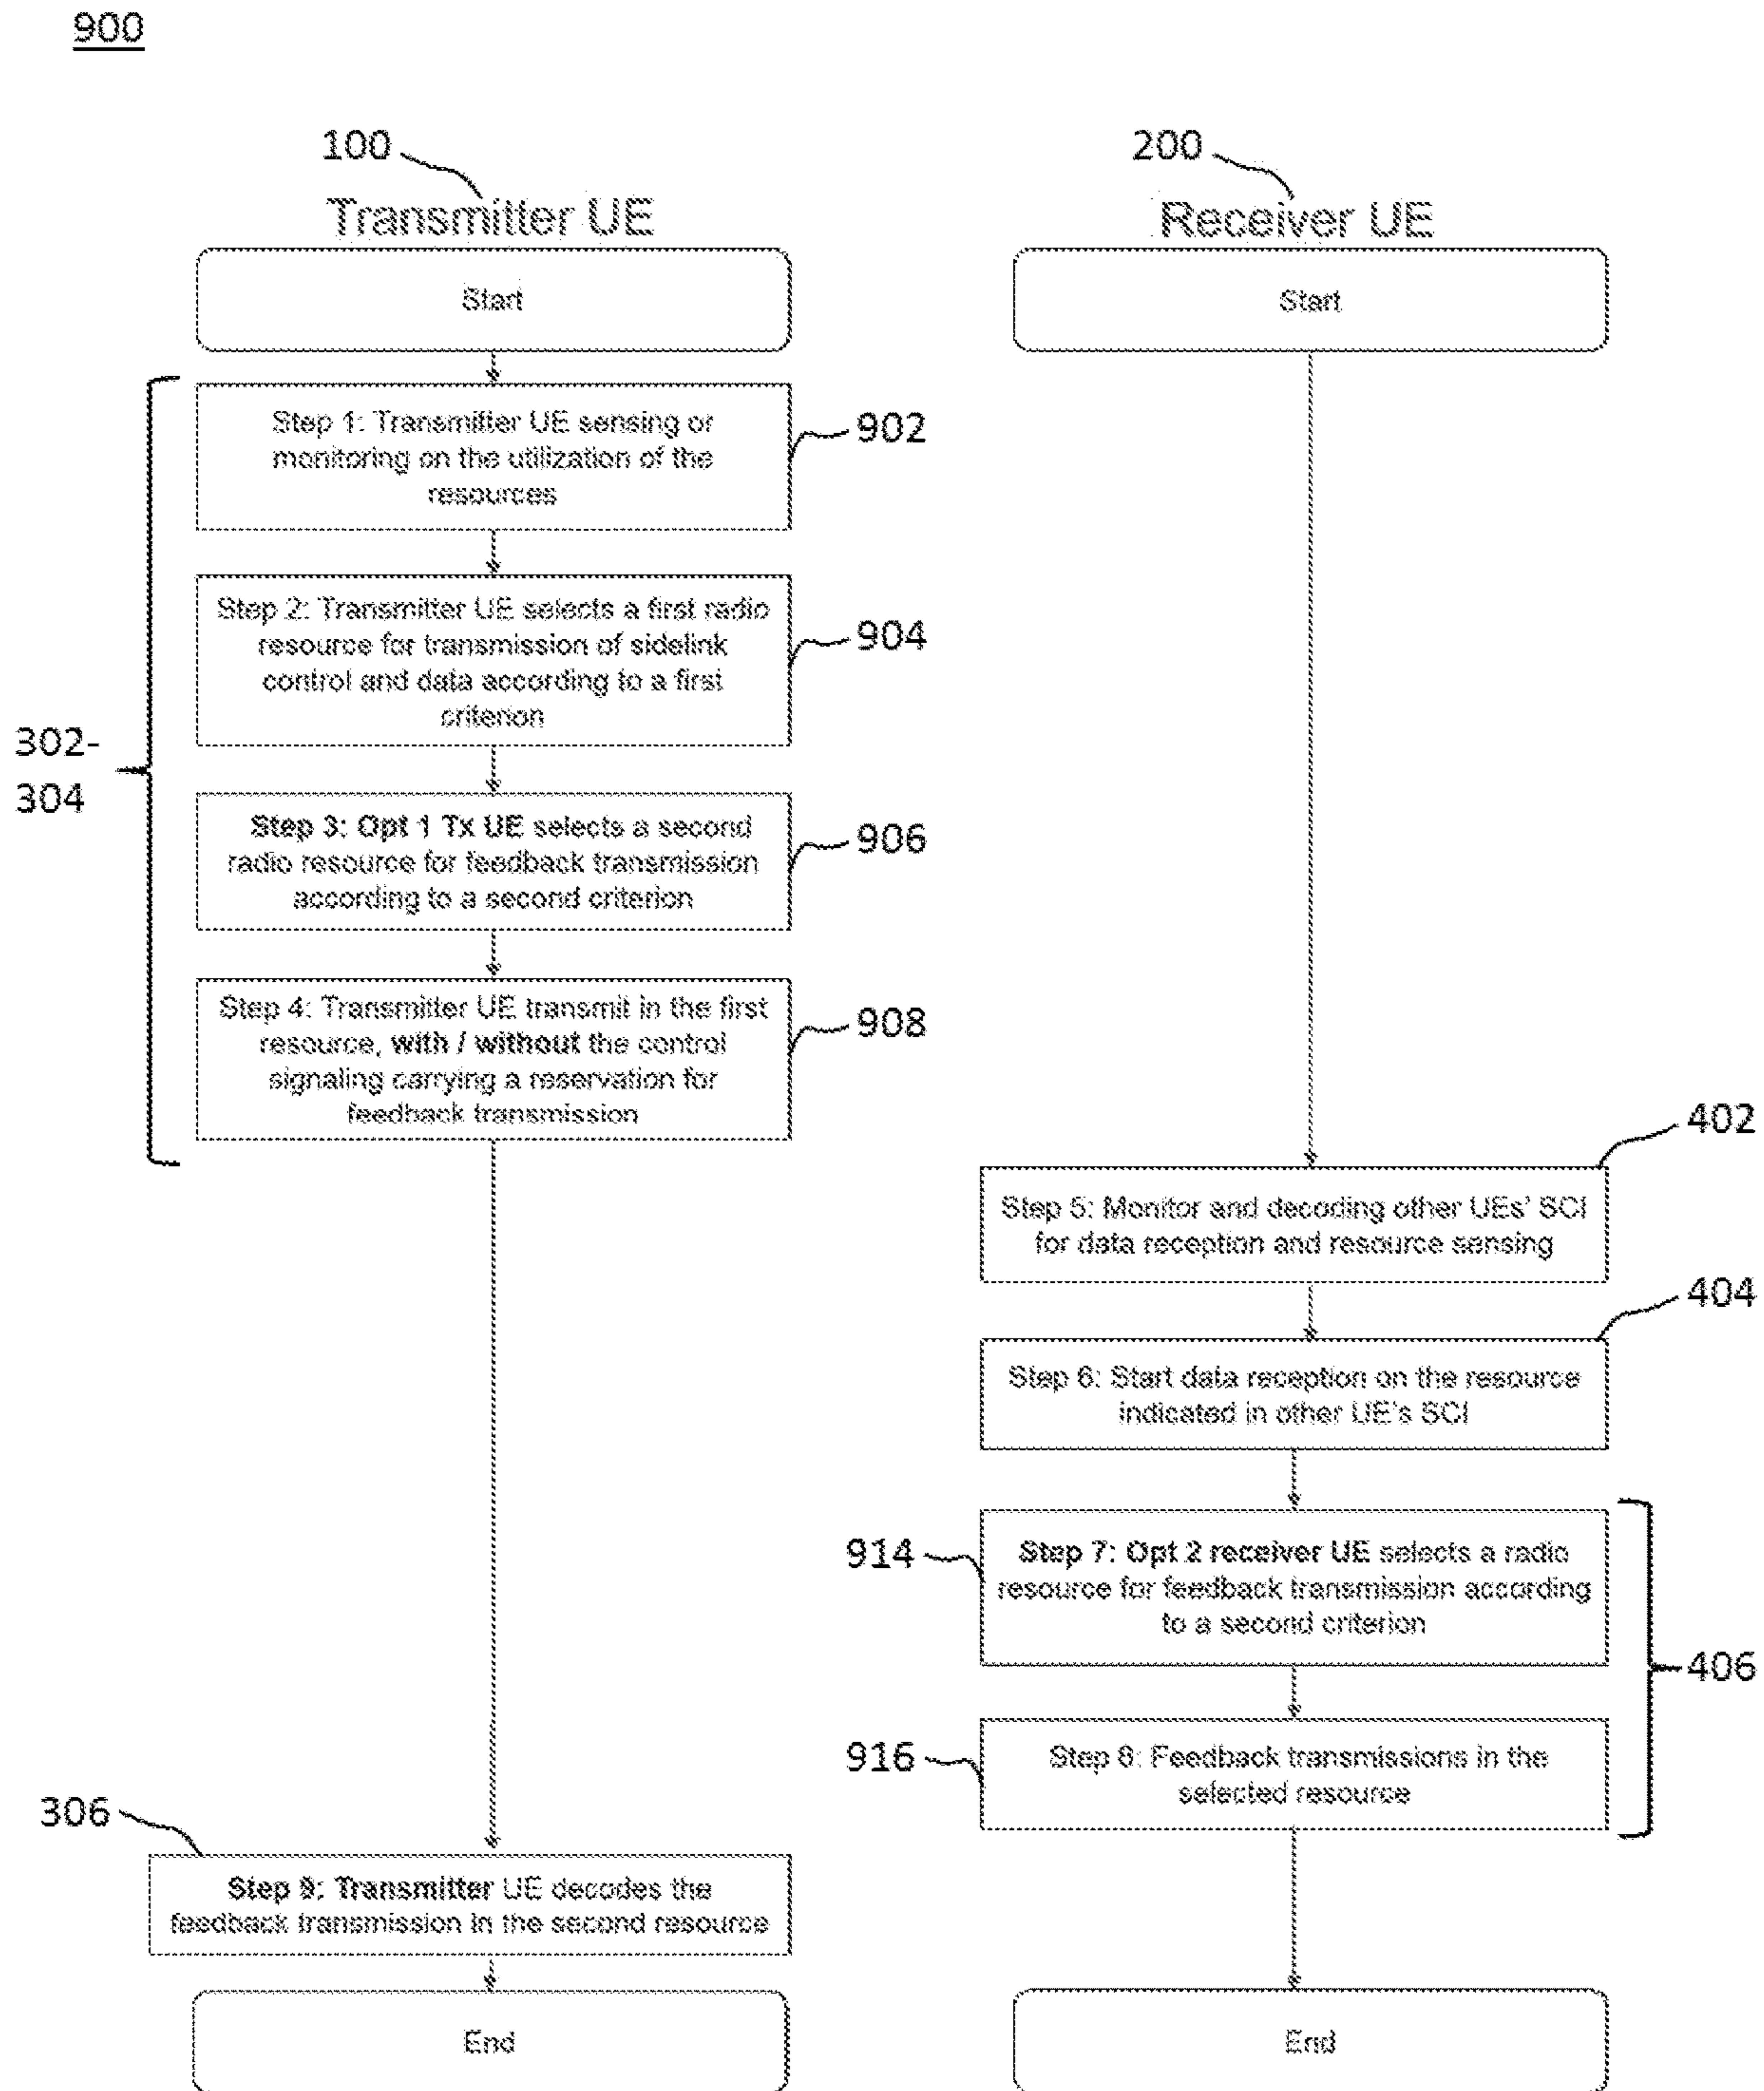 900
100
Transmitter UE
Start
Step 1: Transmitter UE sensing or
monitoring on the utilization of the
resources
902
Step 2: Transmitter UE selects a first radio
resource for transmission of sidelink
control and data according to a first
criterion
904
302-
304
Step 3: Opt 1 Tx UE selects a second
radio resource for feedback transmission
according to a second criterion
906
Step 4: Transmitter UE transmit in the first
resource, with / without the control
signaling carrying a reservation for
feedback transmission
908
306
Step 9: Transmitter UE decodes the
feedback transmission in the second resource
End
200
Receiver UE
Start
402
Step 5: Monitor and decoding other UEs' SCI
for data reception and resource sensing
404
Step 6: Start data reception on the resource
indicated in other UE's SCI
914
Step 7: Opt 2 receiver UE selects a radio
resource for feedback transmission according
to a second criterion
406
916
Step 8: Feedback transmissions in the
selected resource
End